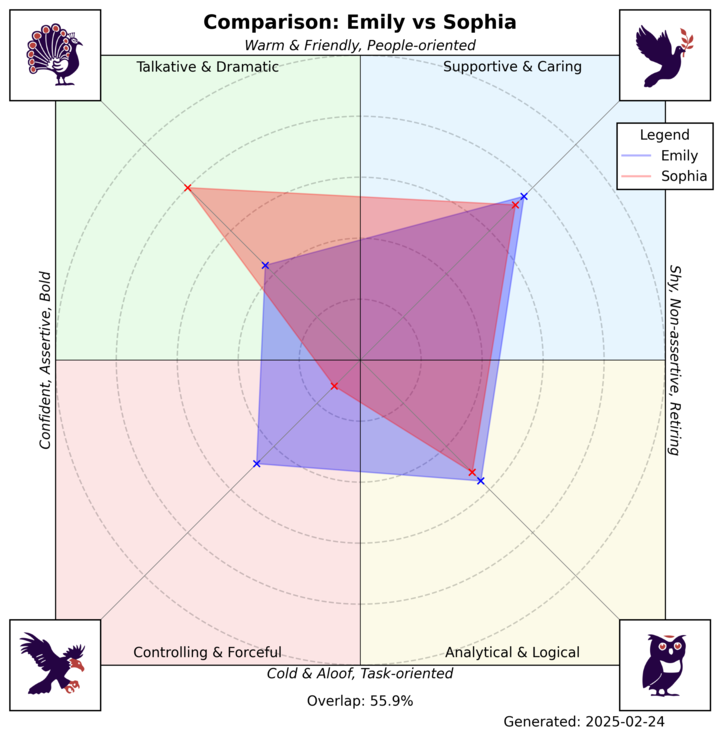 Comparison: Emily vs Sophia
Warm & Friendly, People-oriented
Talkative & Dramatic
Supportive & Caring
Legend
Emily
Sophia
Confident, Assertive, Bold
Shy, Non-assertive, Retiring
Controlling & Forceful
Analytical & Logical
Cold & Aloof, Task-oriented
Overlap: 55.9%
Generated: 2025-02-24